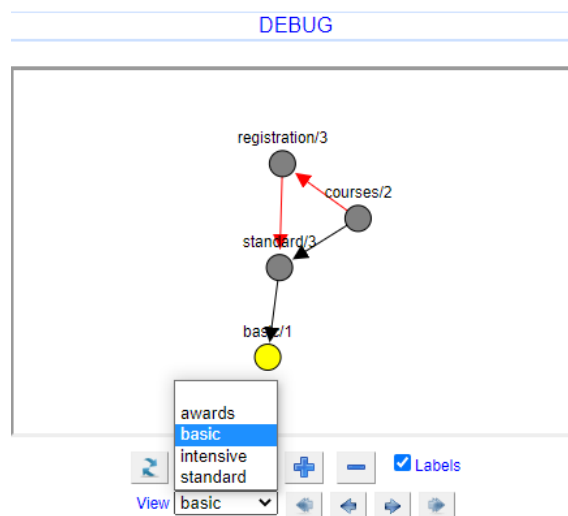 DEBUG
registration/3
courses/2
standard/3
basic/1
awards
basic
intensive
standard
Labels
View basic